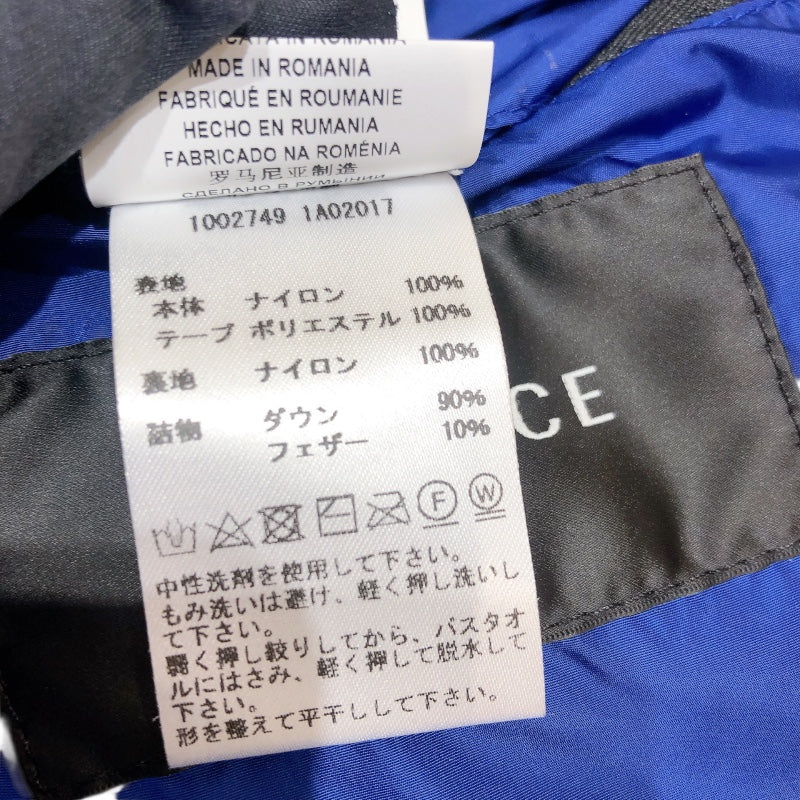 FABRICATA IN ROMANIA
MADE IN ROMANIA
FABRIQUÉ EN ROUMANIE
HECHO EN RUMANIA
FABRICADO NA ROMÉNIA
罗马尼亚制造
СДЕЛАНО В РУМЫНИИ
1002749 1A02017
表地
本体 ナイロン 100%
テープ ポリエステル 100%
裏地 ナイロン 100%
詰物 ダウン 90%
フェザー 10%
F W
中性洗剤を使用して下さい。
もみ洗いは避け、軽く押し洗いし
て下さい。
弱く押し絞りしてから、バスタオ
ルにはさみ、軽く押して脱水して
下さい。
形を整えて平干しして下さい。
CE